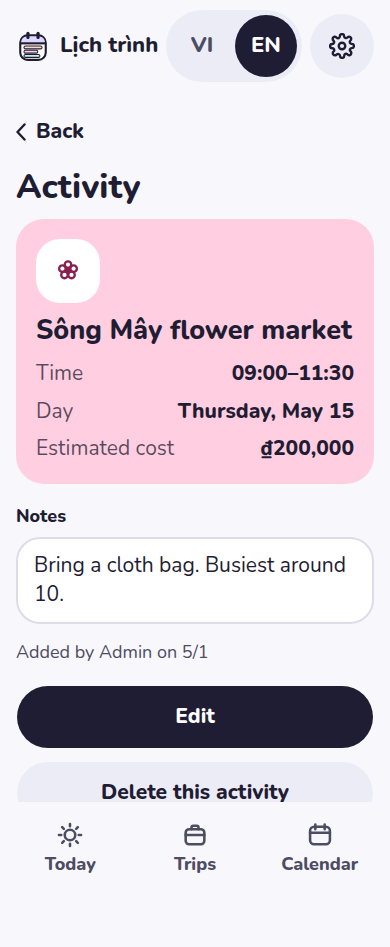 Lịch trình
VI
EN
Back
Activity
Sông Mây flower market
Time 09:00–11:30
Day Thursday, May 15
Estimated cost ₫200,000
Notes
Bring a cloth bag. Busiest around
10.
Added by Admin on 5/1
Edit
Delete this activity
Today
Trips
Calendar